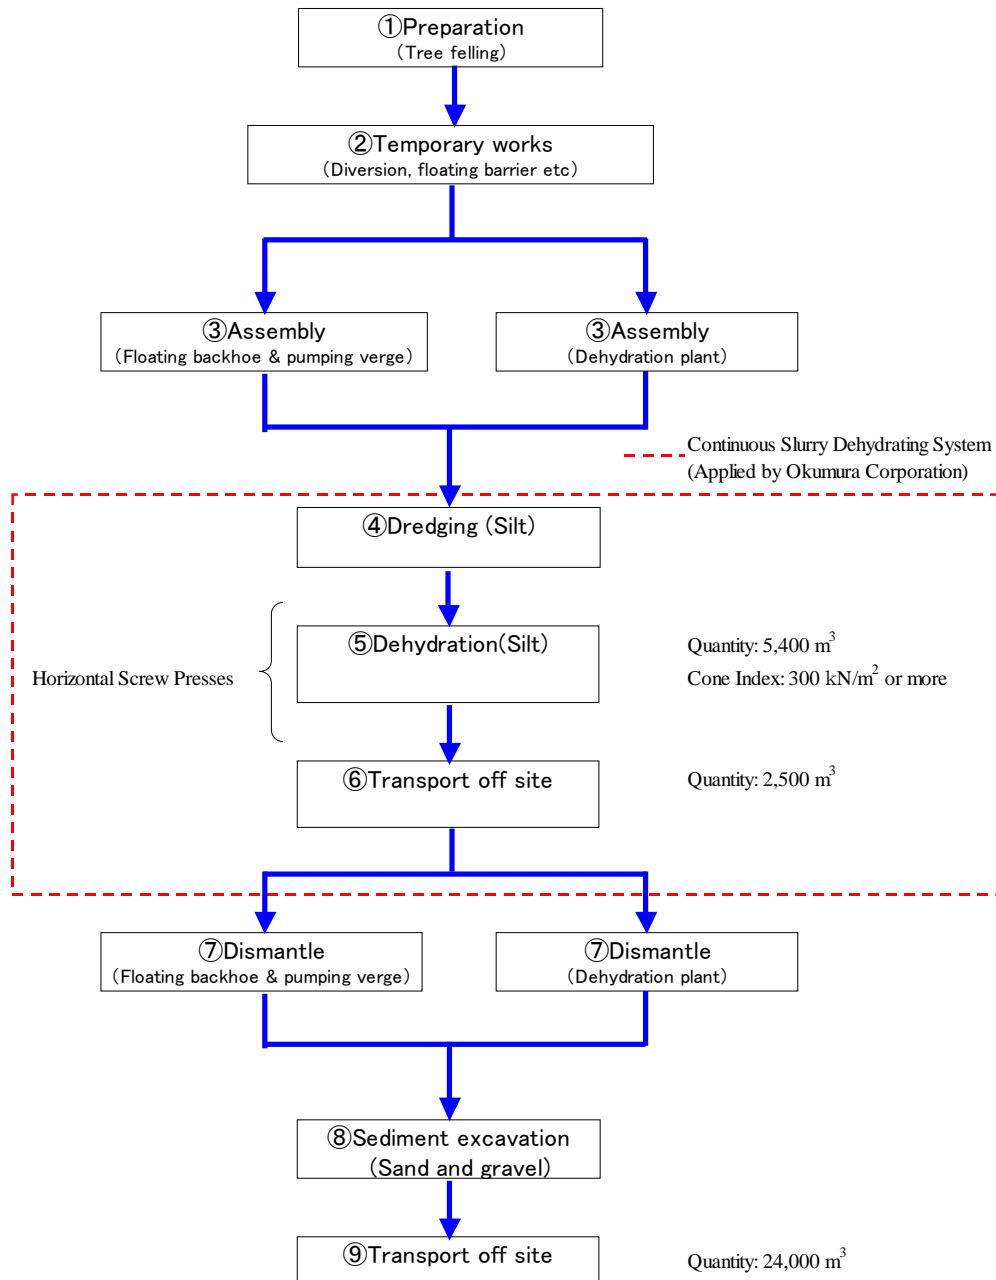 ①Preparation
(Tree felling)
②Temporary works
(Diversion, floating barrier etc)
③Assembly
(Floating backhoe & pumping verge)
③Assembly
(Dehydration plant)
Continuous Slurry Dehydrating System
(Applied by Okumura Corporation)
④Dredging (Silt)
⑤Dehydration(Silt)
Quantity: 5,400 m³
Horizontal Screw Presses
Cone Index: 300 kN/m² or more
⑥Transport off site
Quantity: 2,500 m³
⑦Dismantle
(Floating backhoe & pumping verge)
⑦Dismantle
(Dehydration plant)
⑧Sediment excavation
(Sand and gravel)
⑨Transport off site
Quantity: 24,000 m³